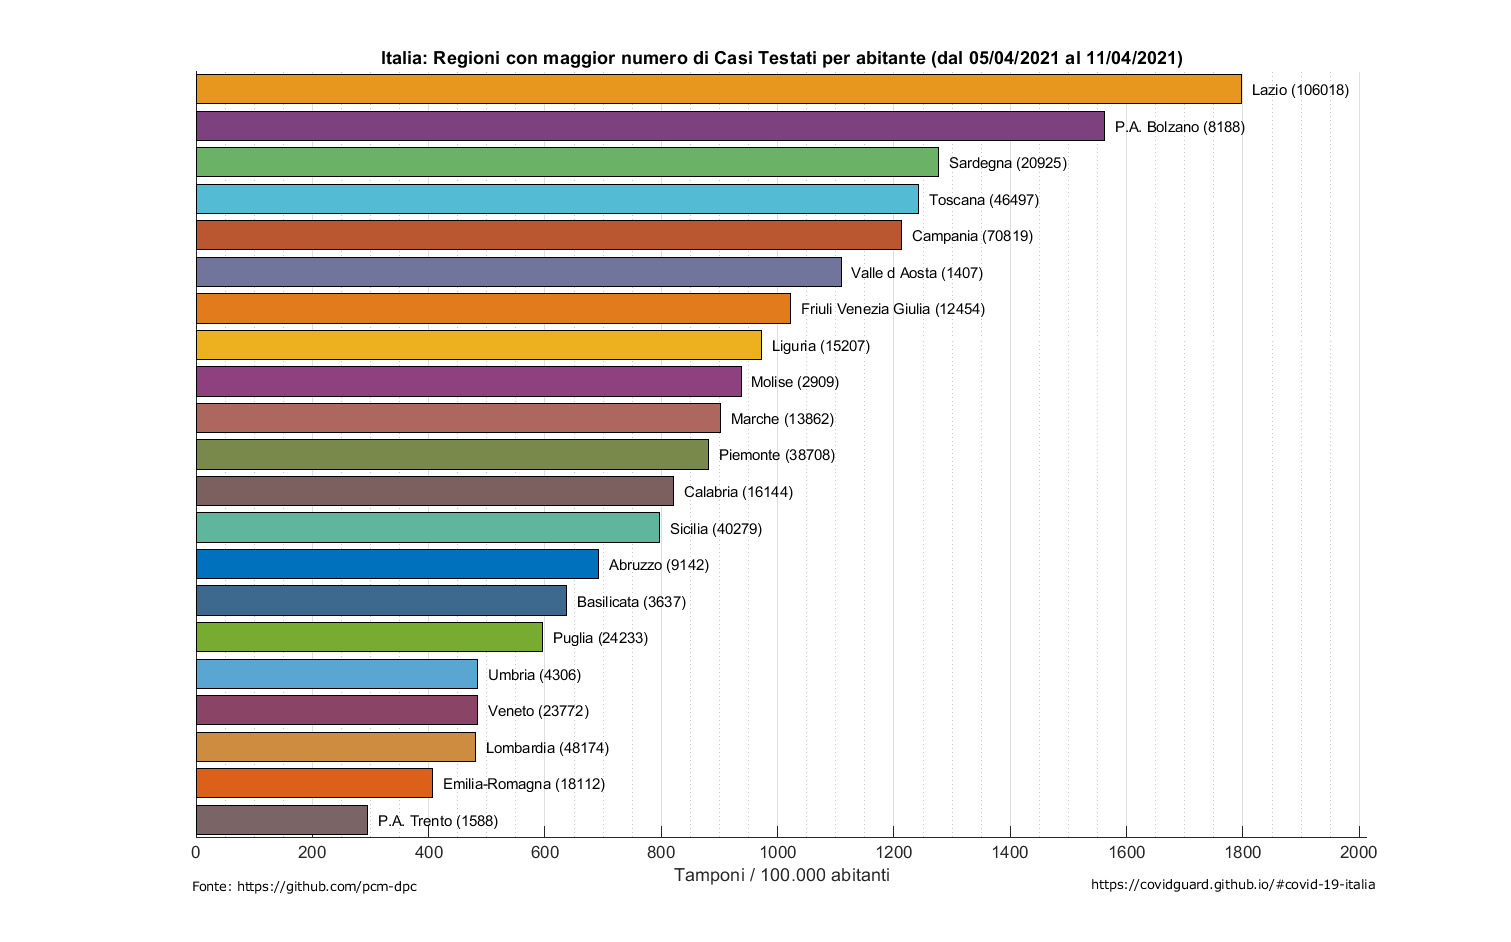 Italia: Regioni con maggior numero di Casi Testati per abitante (dal 05/04/2021 al 11/04/2021)
Lazio (106018)
P.A. Bolzano (8188)
Sardegna (20925)
Toscana (46497)
Campania (70819)
Valle d Aosta (1407)
Friuli Venezia Giulia (12454)
Liguria (15207)
Molise (2909)
Marche (13862)
Piemonte (38708)
Calabria (16144)
Sicilia (40279)
Abruzzo (9142)
Basilicata (3637)
Puglia (24233)
Umbria (4306)
Veneto (23772)
Lombardia (48174)
Emilia-Romagna (18112)
P.A. Trento (1588)
0 200 400 600 800 1000 1200 1400 1600 1800 2000
Tamponi / 100.000 abitanti
Fonte: https://github.com/pcm-dpc
https://covidguard.github.io/#covid-19-italia